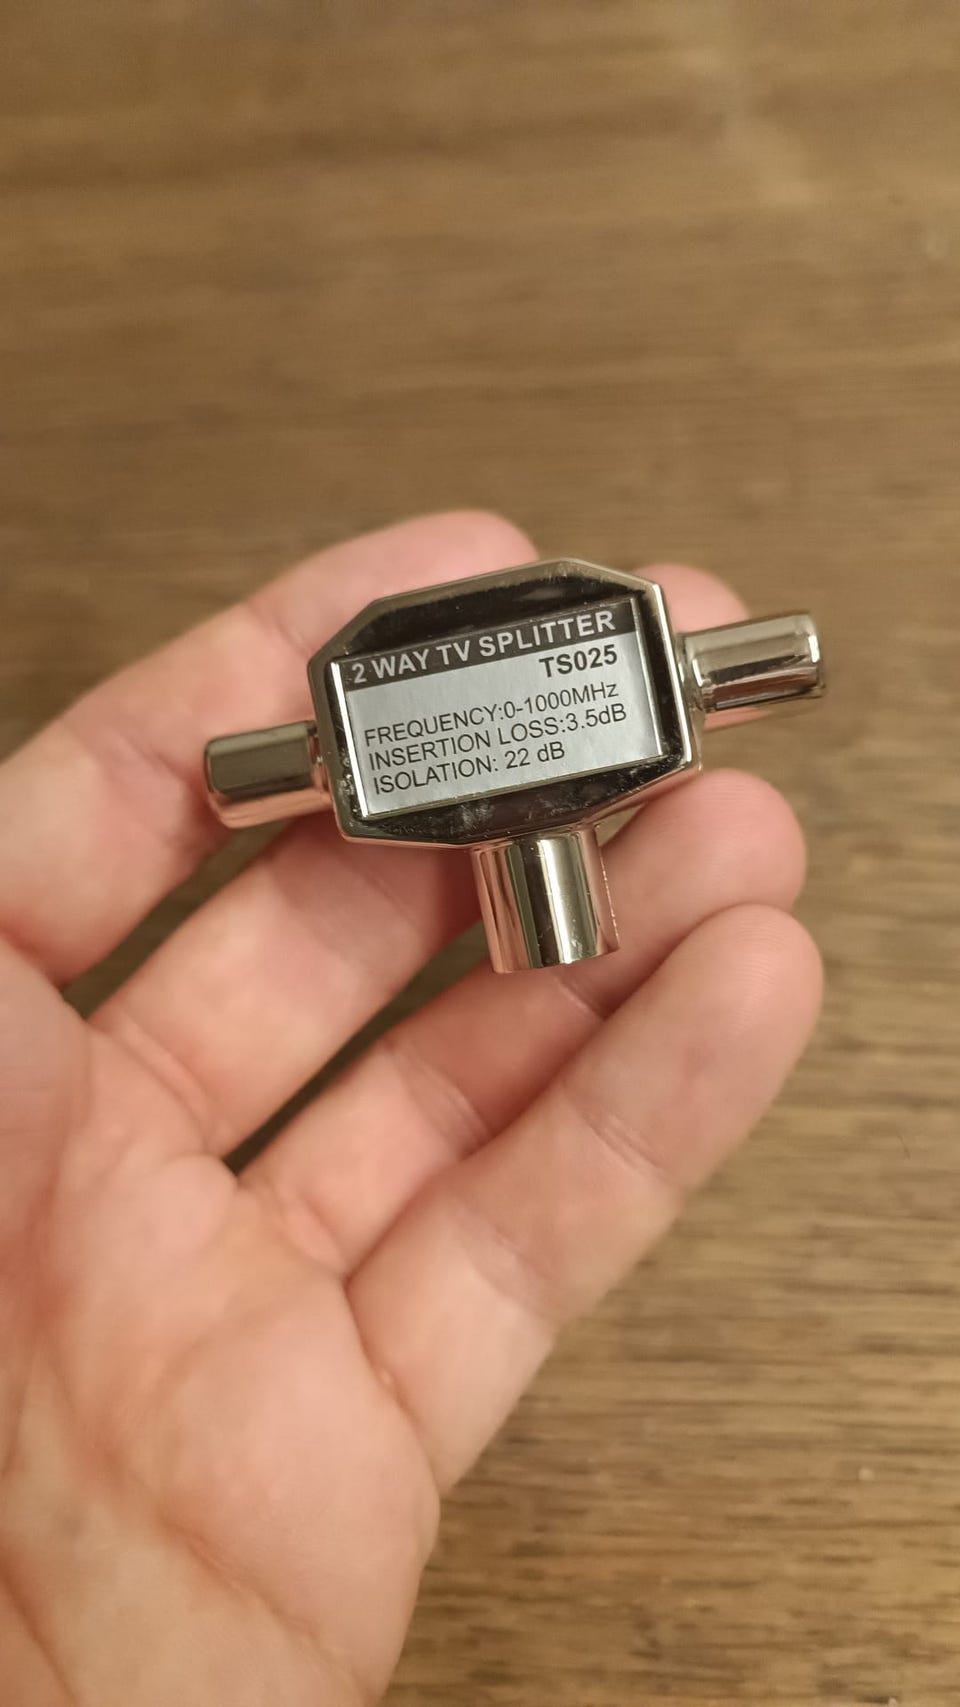 2 WAY TV SPLITTER
TS025
FREQUENCY:0-1000MHz
INSERTION LOSS:3.5dB
ISOLATION: 22 dB